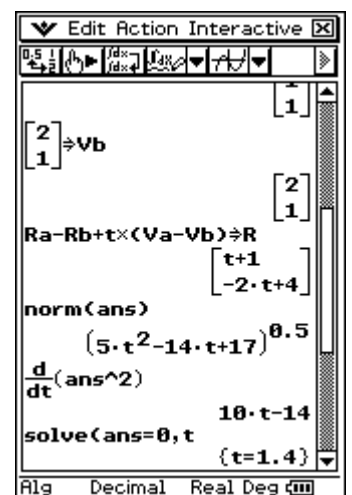 Edit Action Interactive
[1]
[2 1]⇒Vb
[2 1]
Ra-Rb+t×(Va-Vb)⇒R
[t+1 -2·t+4]
norm(ans)
(5·t²-14·t+17)^0.5
d/dt(ans^2)
10·t-14
solve(ans=0,t
{t=1.4}
Alg Decimal Real Deg